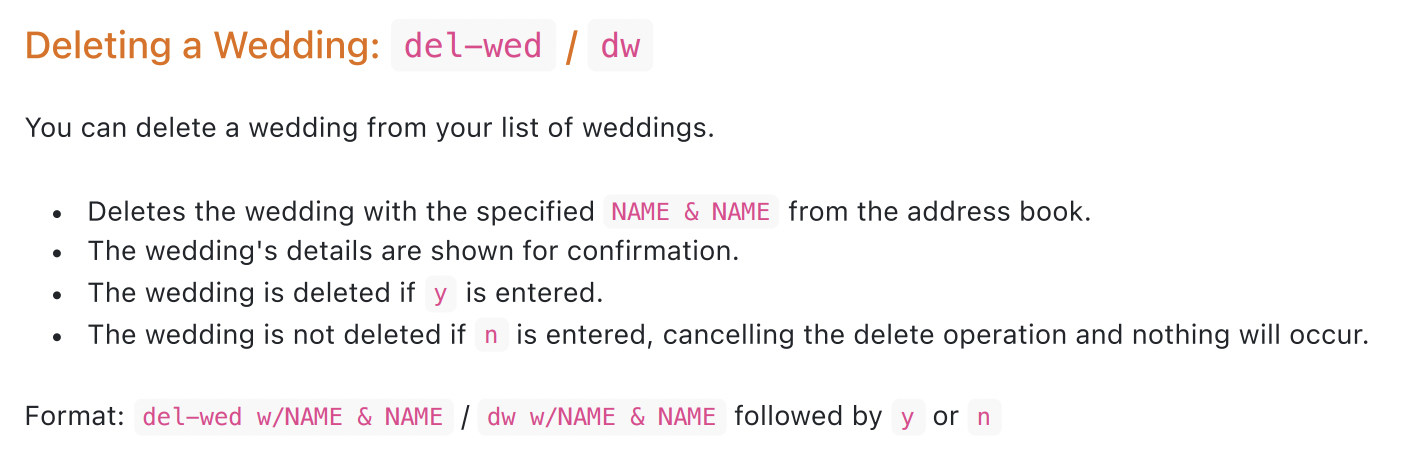 Deleting a Wedding: del-wed / dw
You can delete a wedding from your list of weddings.
• Deletes the wedding with the specified NAME & NAME from the address book.
• The wedding's details are shown for confirmation.
• The wedding is deleted if y is entered.
• The wedding is not deleted if n is entered, cancelling the delete operation and nothing will occur.
Format: del-wed w/NAME & NAME / dw w/NAME & NAME followed by y or n